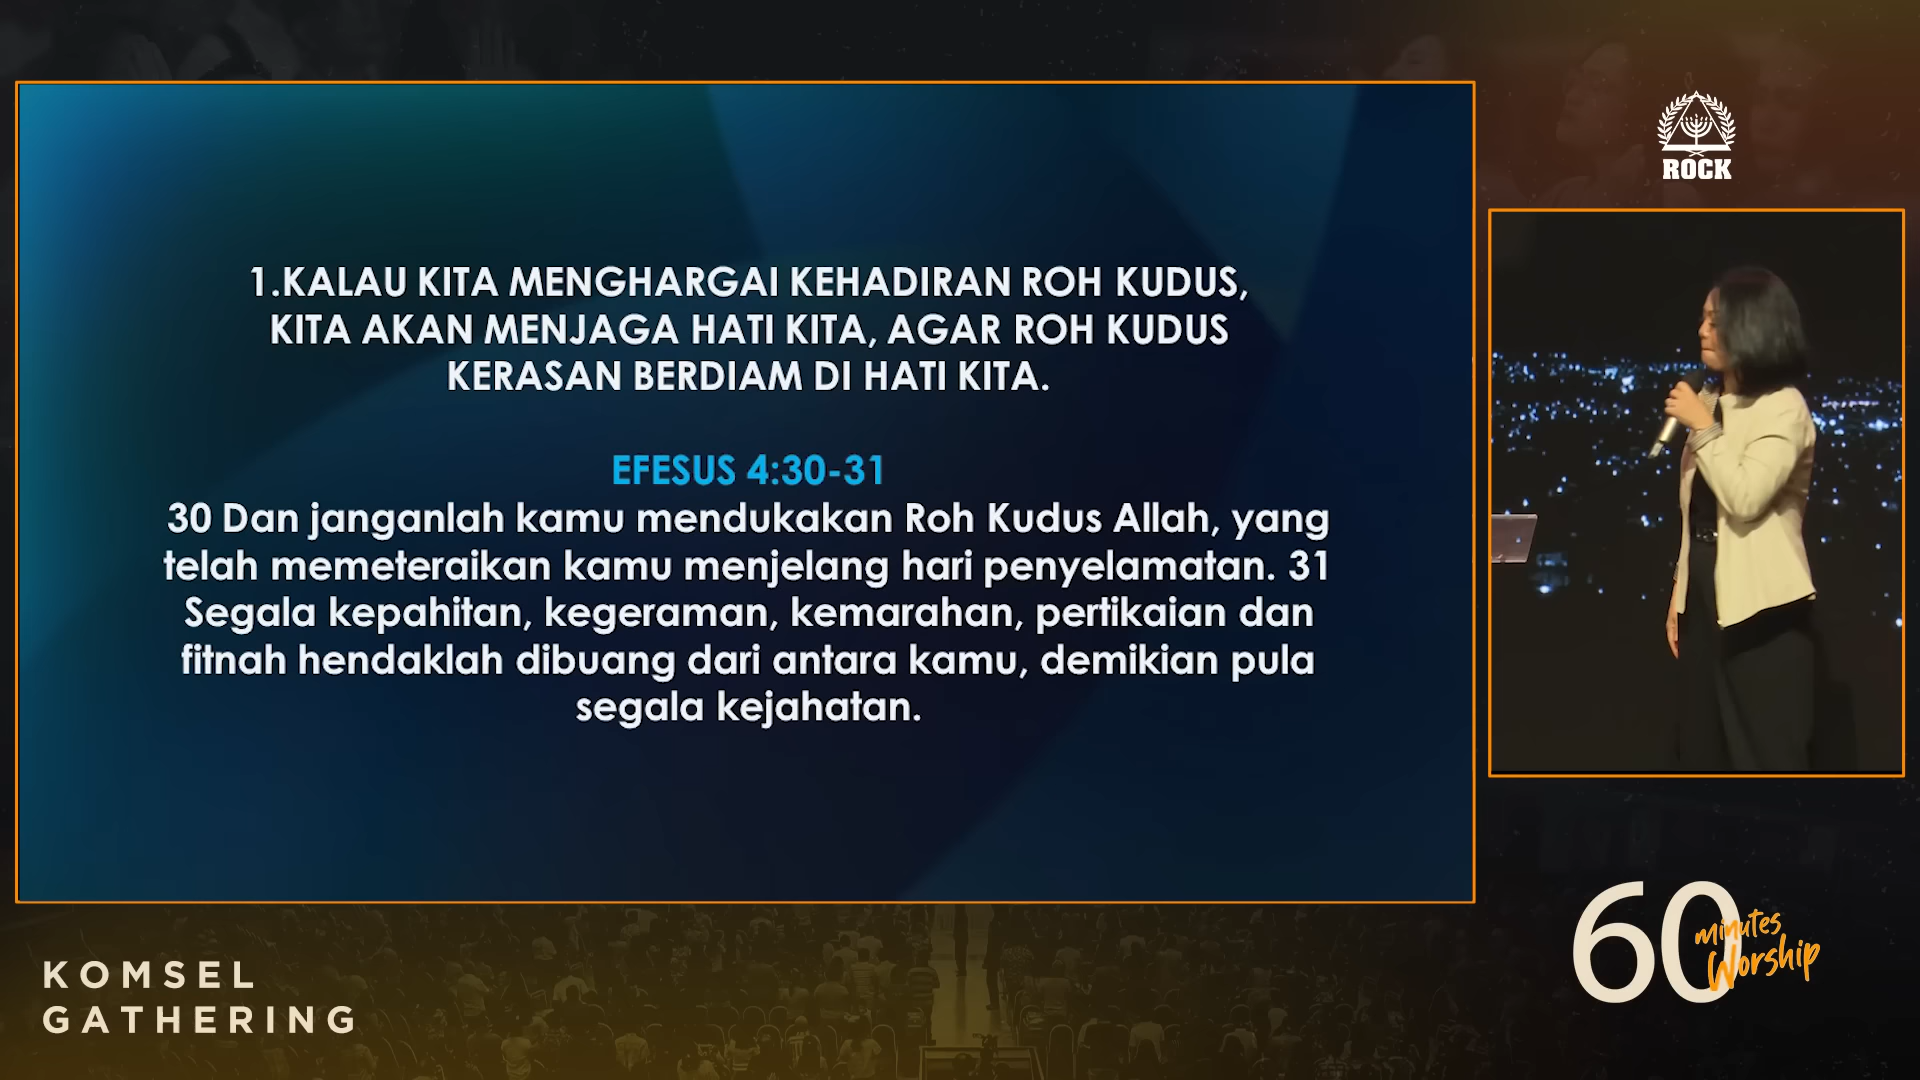 1.KALAU KITA MENGHARGAI KEHADIRAN ROH KUDUS,
KITA AKAN MENJAGA HATI KITA, AGAR ROH KUDUS
KERASAN BERDIAM DI HATI KITA.
EFESUS 4:30-31
30 Dan janganlah kamu mendukakan Roh Kudus Allah, yang
telah memeteraikan kamu menjelang hari penyelamatan. 31
Segala kepahitan, kegeraman, kemarahan, pertikaian dan
fitnah hendaklah dibuang dari antara kamu, demikian pula
segala kejahatan.
ROCK
KOMSEL
GATHERING
60
minutes
Worship